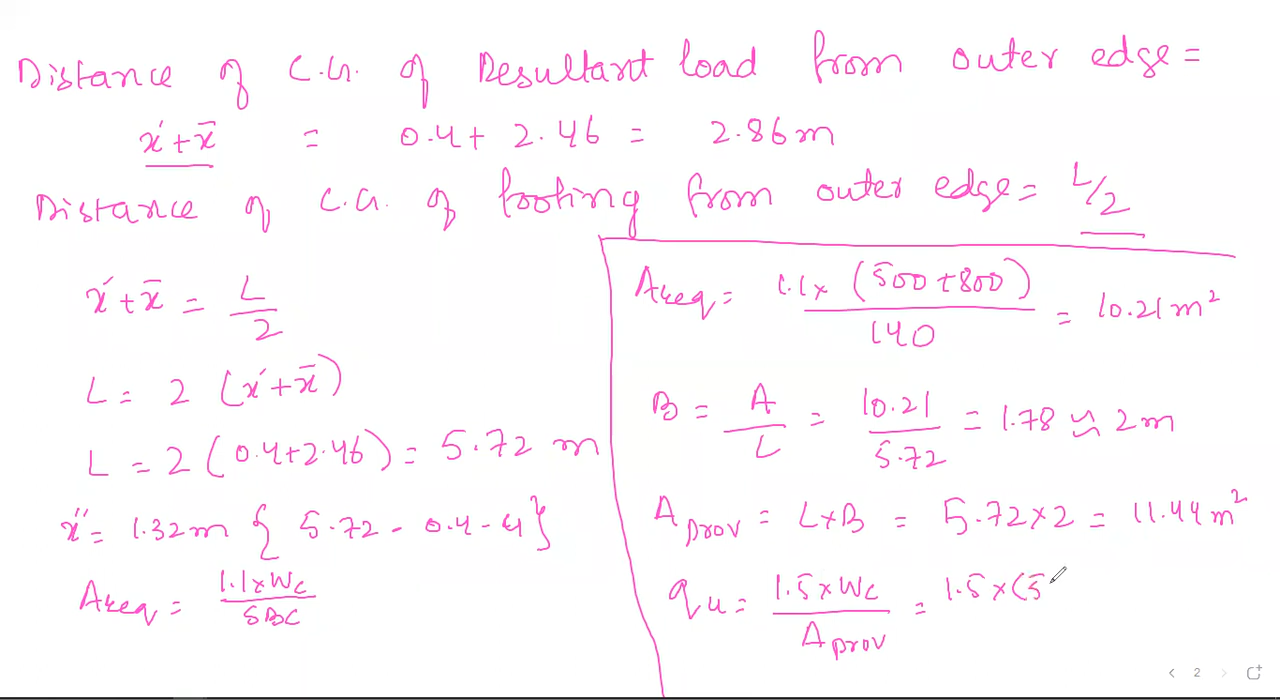 Distance of C.G. of Resultant load from outer edge =
x́ + x̄ = 0.4 + 2.46 = 2.86m
Distance of C.G. of footing from outer edge = L/2
x́ + x̄ = L/2
L = 2 (x́ + x̄)
L = 2 (0.4+2.46) = 5.72 m
x'' = 1.32m { 5.72 - 0.4 - 4 }
Areq = 1.1 x Wc / SBC
Areq = 1.1 x (500 + 800) / 140 = 10.21 m²
B = A / L = 10.21 / 5.72 = 1.78 ≈ 2m
Aprov = L x B = 5.72 x 2 = 11.44 m²
qu = 1.5 x Wc / Aprov = 1.5 x (5
< 2 >